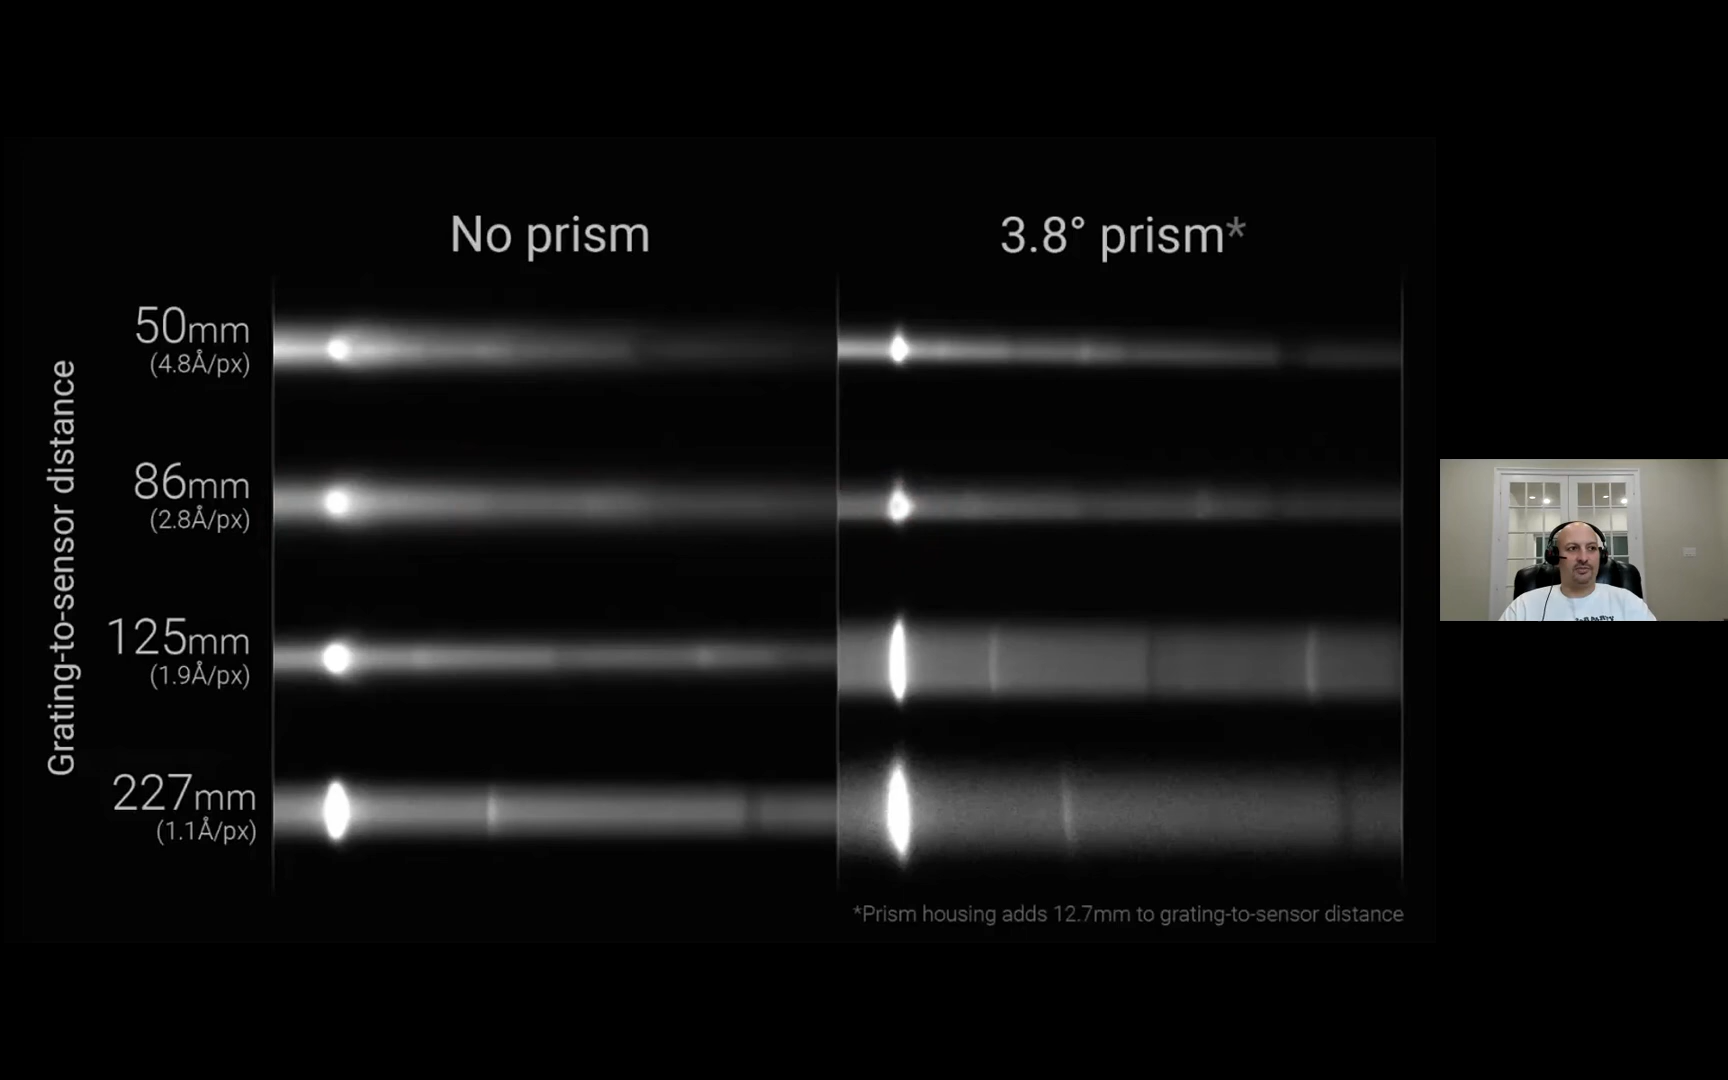 No prism
3.8° prism*
Grating-to-sensor distance
50mm
(4.8Å/px)
86mm
(2.8Å/px)
125mm
(1.9Å/px)
227mm
(1.1Å/px)
*Prism housing adds 12.7mm to grating-to-sensor distance